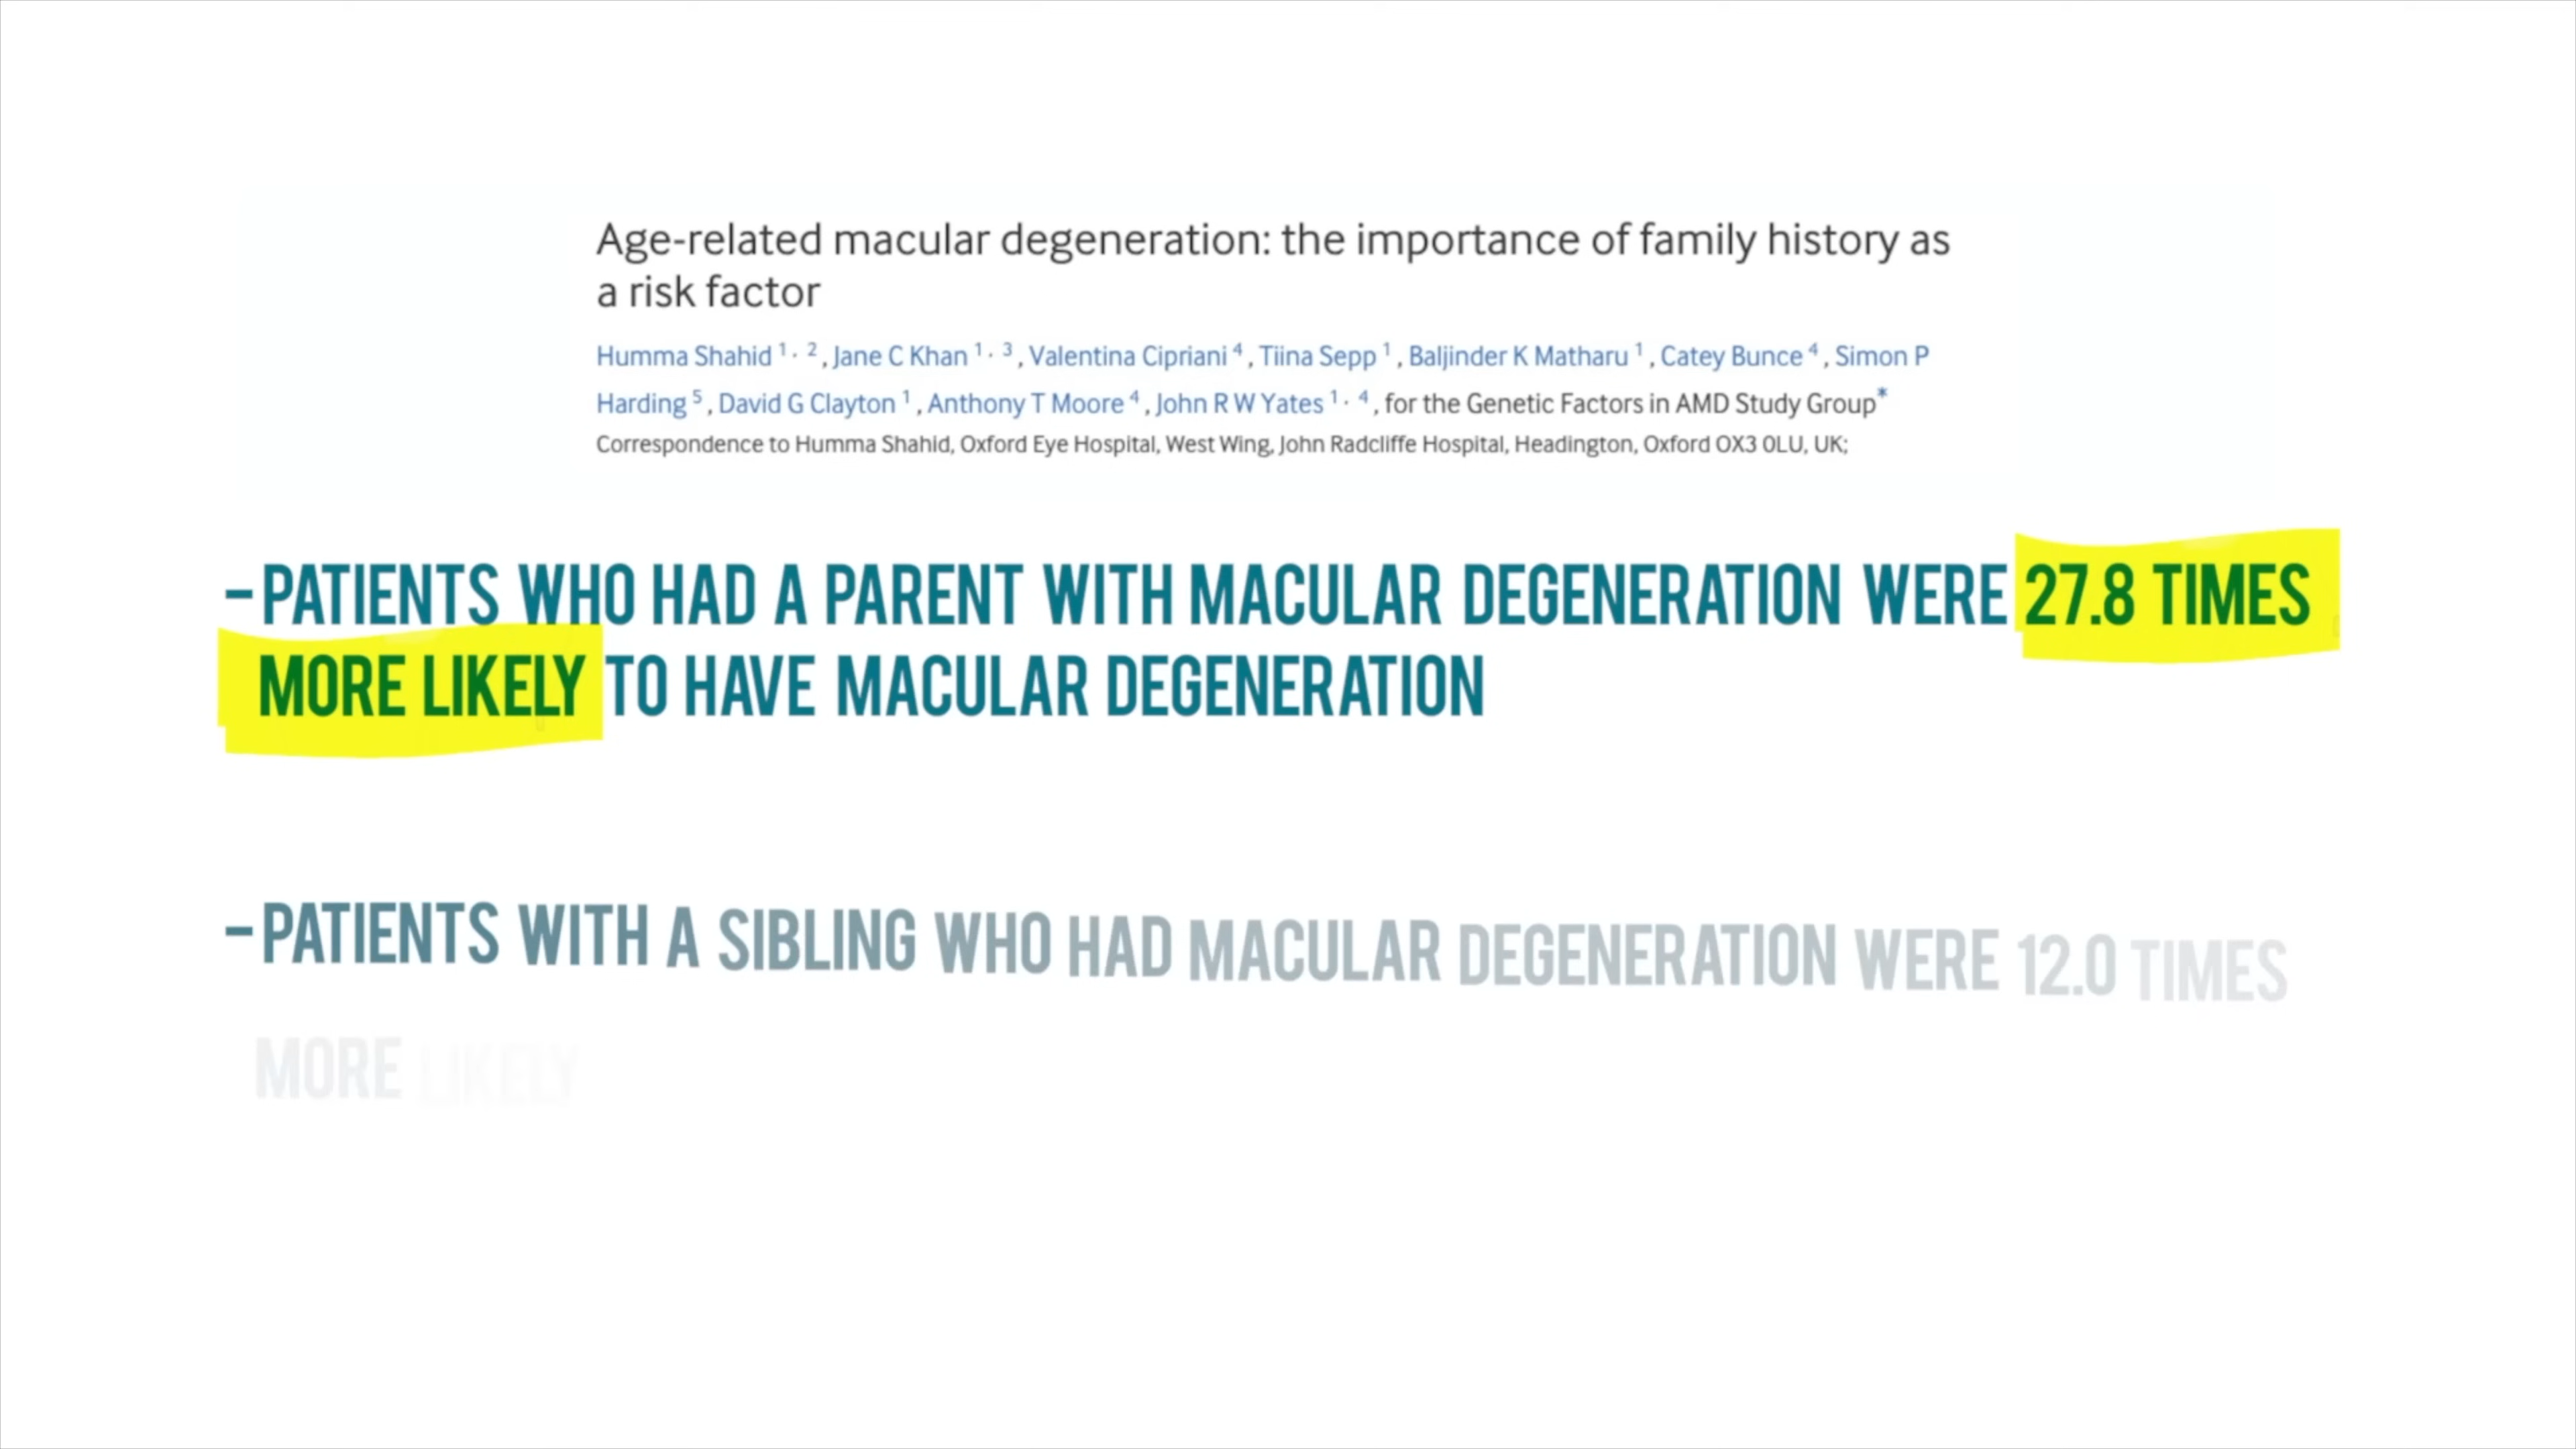 Age-related macular degeneration: the importance of family history as
a risk factor
Humma Shahid 1, 2, Jane C Khan 1, 3, Valentina Cipriani 4, Tiina Sepp 1, Baljinder K Matharu 1, Catey Bunce 4, Simon P
Harding 5, David G Clayton 1, Anthony T Moore 4, John R W Yates 1, 4, for the Genetic Factors in AMD Study Group*
Correspondence to Humma Shahid, Oxford Eye Hospital, West Wing, John Radcliffe Hospital, Headington, Oxford OX3 0LU, UK;
-PATIENTS WHO HAD A PARENT WITH MACULAR DEGENERATION WERE 27.8 TIMES
MORE LIKELY TO HAVE MACULAR DEGENERATION
-PATIENTS WITH A SIBLING WHO HAD MACULAR DEGENERATION WERE 12.0 TIMES
MORE LIKELY